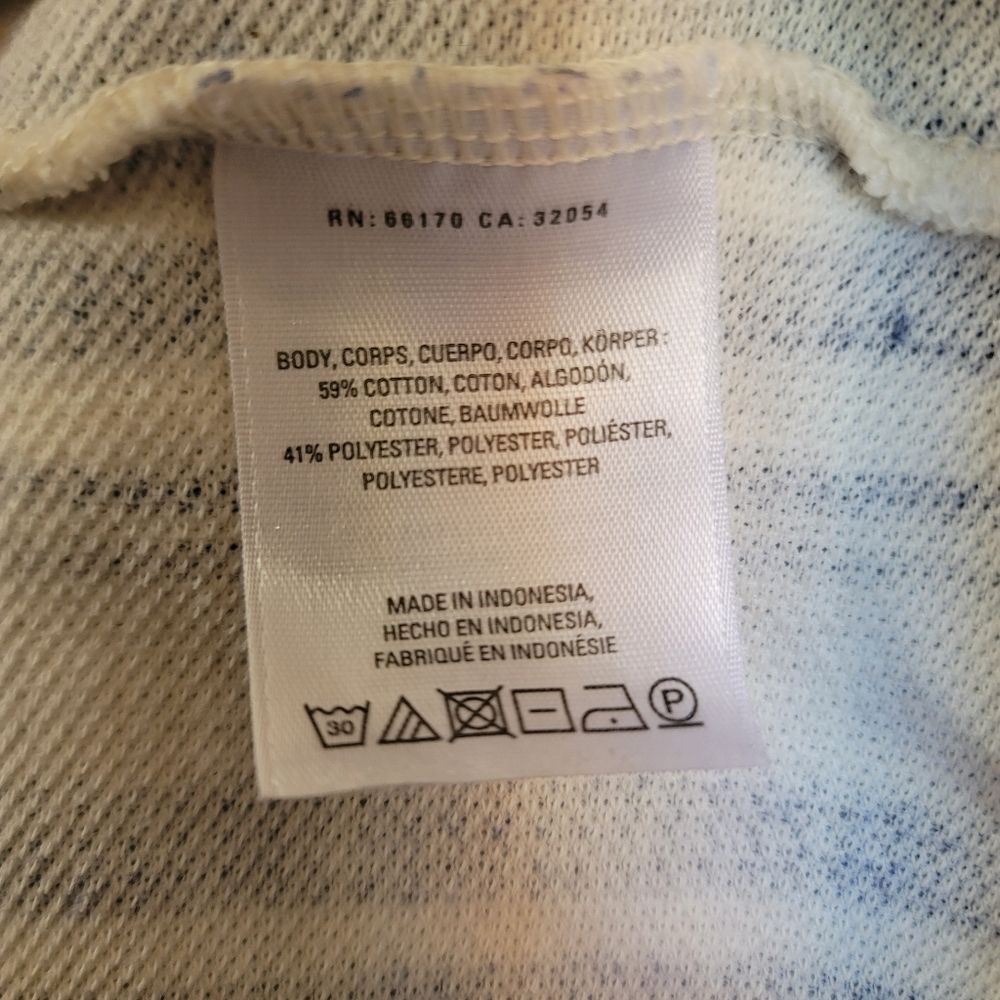 RN: 66170 CA: 32054
BODY, CORPS, CUERPO, CORPO, KÖRPER :
59% COTTON, COTON, ALGODÓN,
COTONE, BAUMWOLLE
41% POLYESTER, POLYESTER, POLIÉSTER,
POLYESTERE, POLYESTER
MADE IN INDONESIA,
HECHO EN INDONESIA,
FABRIQUÉ EN INDONÉSIE
30 P